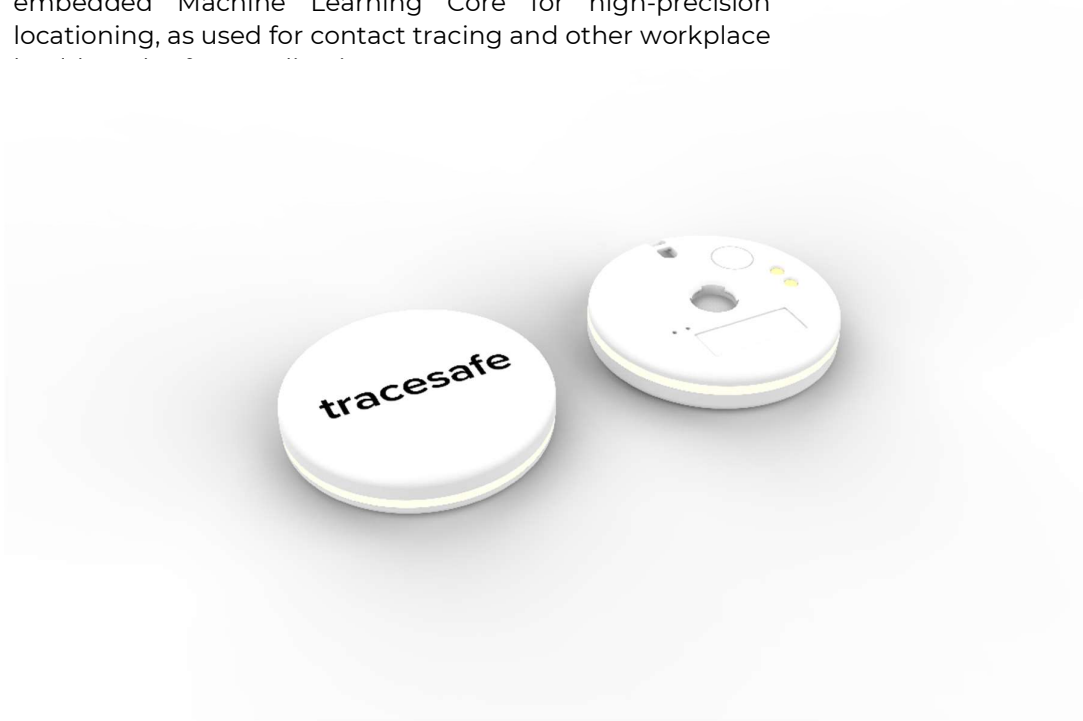 embedded Machine Learning Core for high-precision
locationing, as used for contact tracing and other workplace
tracesafe